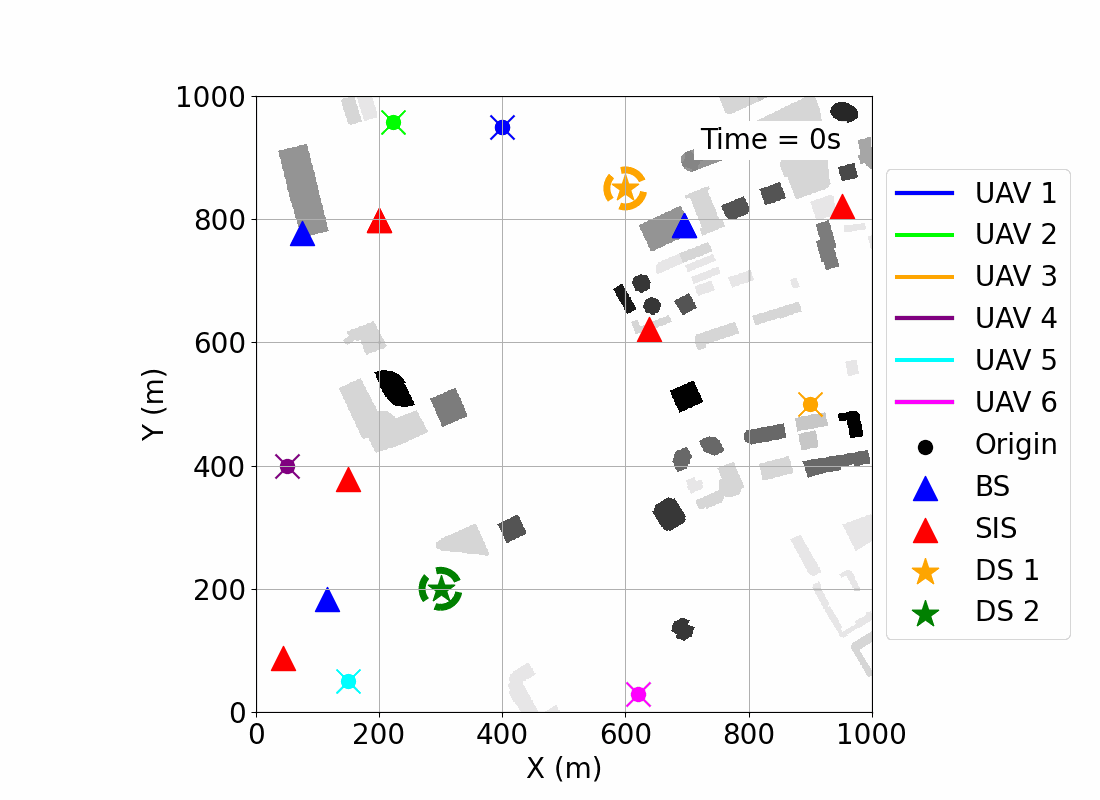 1000
Time = 0s
800
600
400
200
0
Y (m)
0 200 400 600 800 1000
X (m)
UAV 1
UAV 2
UAV 3
UAV 4
UAV 5
UAV 6
Origin
BS
SIS
DS 1
DS 2